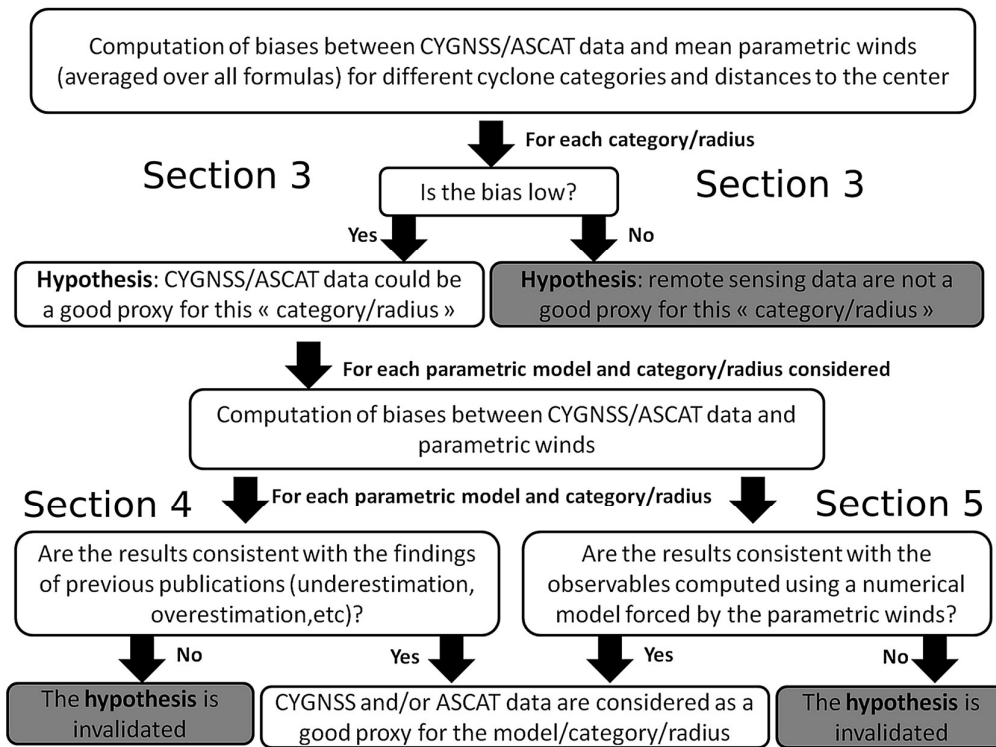 Computation of biases between CYGNSS/ASCAT data and mean parametric winds
(averaged over all formulas) for different cyclone categories and distances to the center
For each category/radius
Section 3
Section 3
Is the bias low?
Yes
No
Hypothesis: CYGNSS/ASCAT data could be
a good proxy for this « category/radius »
Hypothesis: remote sensing data are not a
good proxy for this « category/radius »
For each parametric model and category/radius considered
Computation of biases between CYGNSS/ASCAT data and
parametric winds
Section 4
For each parametric model and category/radius
Section 5
Are the results consistent with the findings
of previous publications (underestimation,
overestimation,etc)?
Are the results consistent with the
observables computed using a numerical
model forced by the parametric winds?
No
Yes
Yes
No
The hypothesis is
invalidated
CYGNSS and/or ASCAT data are considered as a
good proxy for the model/category/radius
The hypothesis is
invalidated